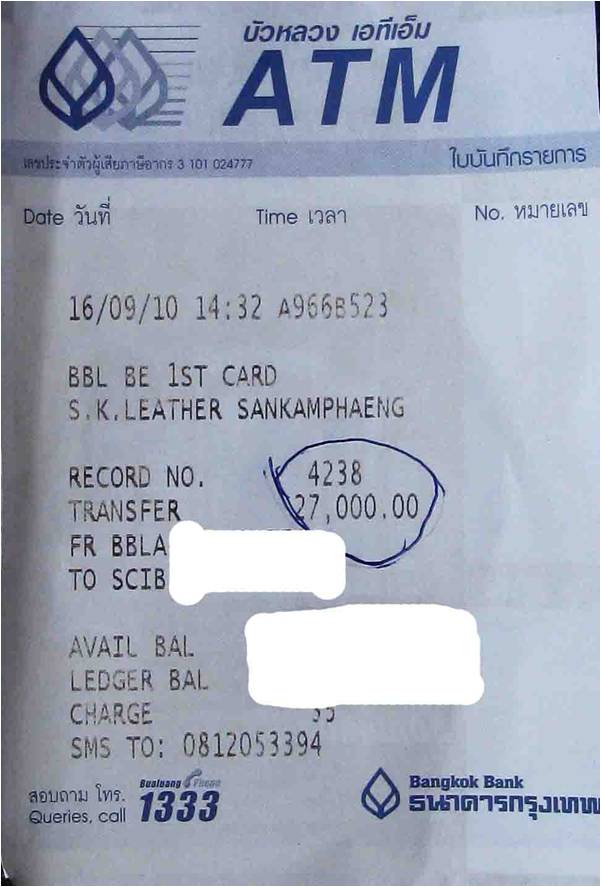 บัวหลวง เอทีเอ็ม
ATM
เลขประจำตัวผู้เสียภาษีอากร 3 101 024777
ใบบันทึกรายการ
Date วันที่ Time เวลา No. หมายเลข
16/09/10 14:32 A966B523
BBL BE 1ST CARD
S.K.LEATHER SANKAMPHAENG
RECORD NO. 4238
TRANSFER 27,000.00
FR BBLA
TO SCIB
AVAIL BAL
LEDGER BAL
CHARGE 35
SMS TO: 0812053394
สอบถาม โทร.
Queries, call
Bualuang Phone
1333
Bangkok Bank
ธนาคารกรุงเทพ